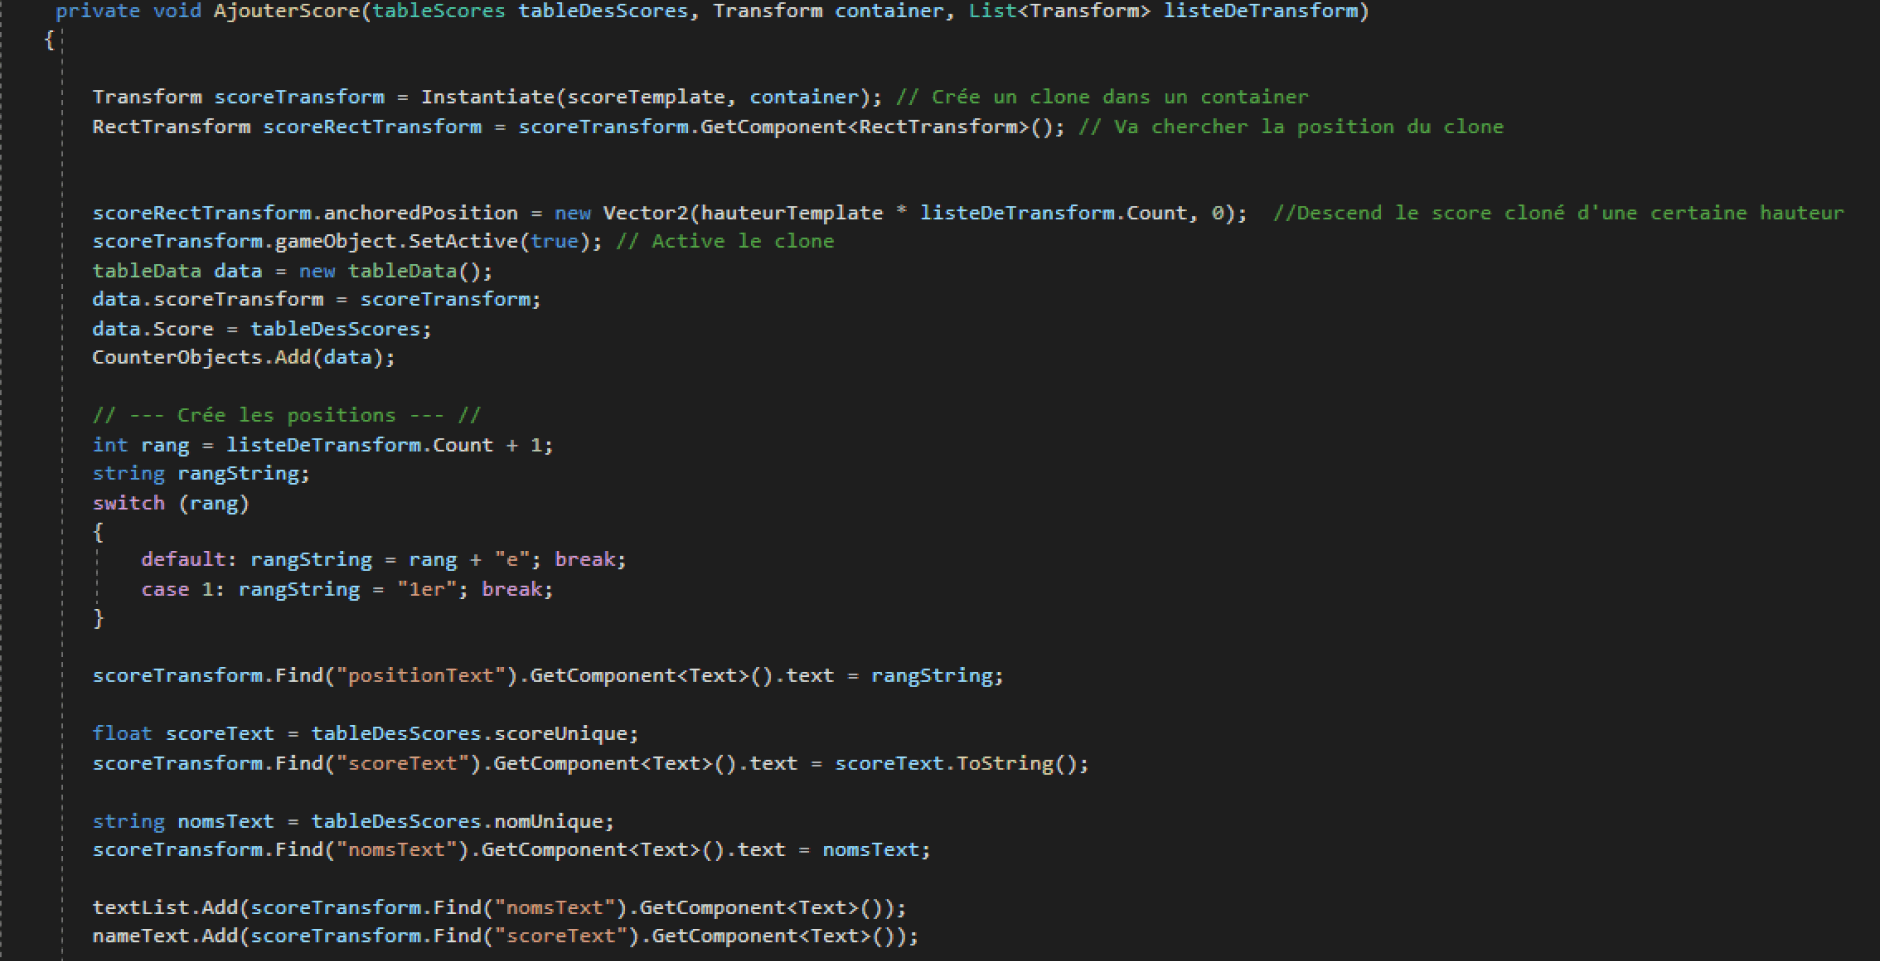 private void AjouterScore(tableScores tableDesScores, Transform container, List<Transform> listeDeTransform)
{
Transform scoreTransform = Instantiate(scoreTemplate, container); // Crée un clone dans un container
RectTransform scoreRectTransform = scoreTransform.GetComponent<RectTransform>(); // Va chercher la position du clone
scoreRectTransform.anchoredPosition = new Vector2(hauteurTemplate * listeDeTransform.Count, 0); //Descend le score cloné d'une certaine hauteur
scoreTransform.gameObject.SetActive(true); // Active le clone
tableData data = new tableData();
data.scoreTransform = scoreTransform;
data.Score = tableDesScores;
CounterObjects.Add(data);
// --- Crée les positions --- //
int rang = listeDeTransform.Count + 1;
string rangString;
switch (rang)
{
default: rangString = rang + "e"; break;
case 1: rangString = "1er"; break;
}
scoreTransform.Find("positionText").GetComponent<Text>().text = rangString;
float scoreText = tableDesScores.scoreUnique;
scoreTransform.Find("scoreText").GetComponent<Text>().text = scoreText.ToString();
string nomsText = tableDesScores.nomUnique;
scoreTransform.Find("nomsText").GetComponent<Text>().text = nomsText;
textList.Add(scoreTransform.Find("nomsText").GetComponent<Text>());
nameText.Add(scoreTransform.Find("scoreText").GetComponent<Text>());